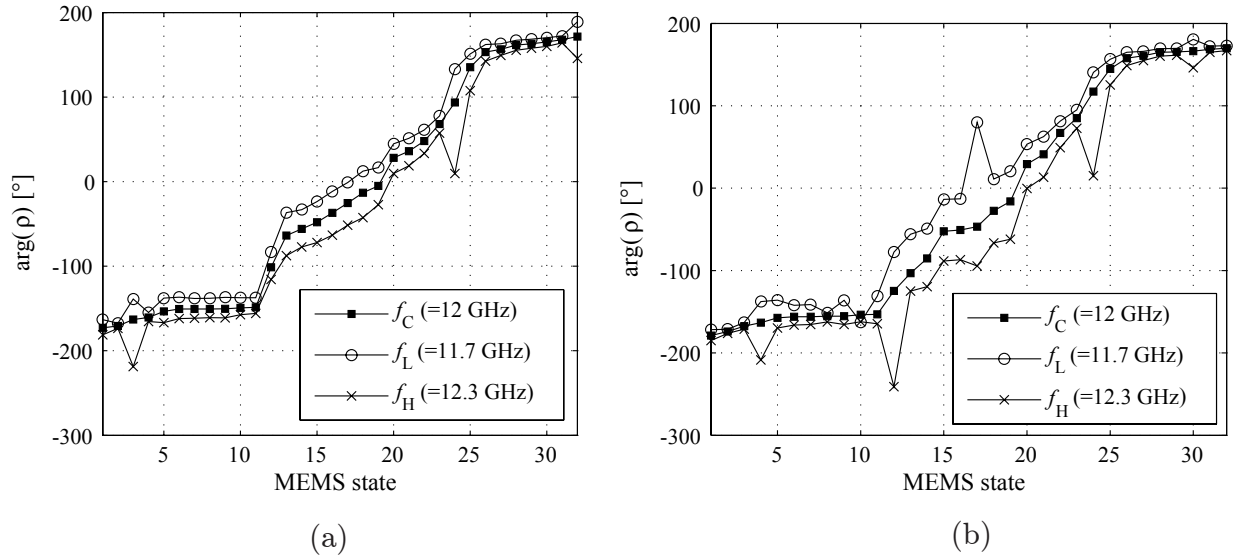 200
100
0
-100
-200
-300
arg(ρ) [°]
5 10 15 20 25 30
MEMS state
f_C (=12 GHz)
f_L (=11.7 GHz)
f_H (=12.3 GHz)
(a)
200
100
0
-100
-200
-300
arg(ρ) [°]
5 10 15 20 25 30
MEMS state
f_C (=12 GHz)
f_L (=11.7 GHz)
f_H (=12.3 GHz)
(b)